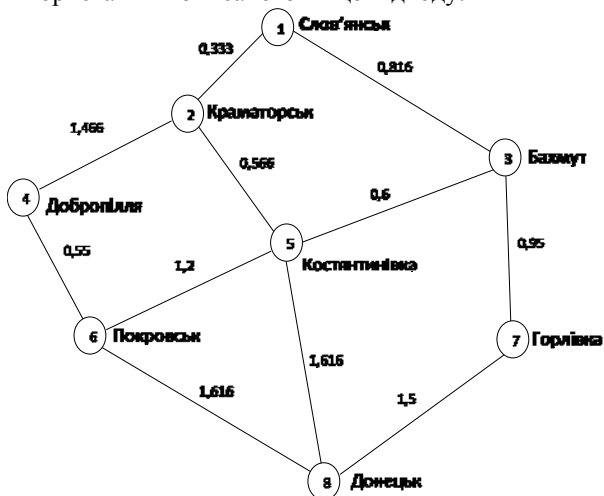 1 Слов'янськ
0,333
0,816
2 Краматорськ
1,466
0,566
3 Бахмут
0,6
4 Добропілля
0,55
1,2
5 Костянтинівка
0,95
6 Покровськ
7 Горлівка
1,616
1,616
1,5
8 Донецьк